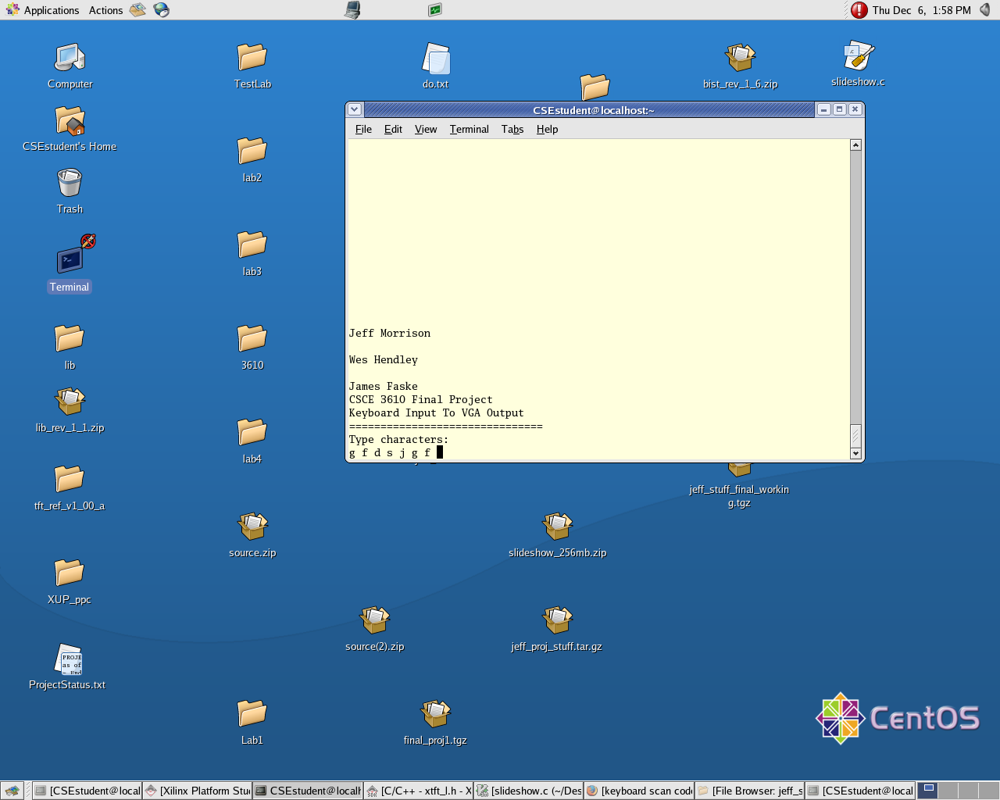 Applications Actions Thu Dec 6, 1:58 PM
Computer
TestLab
do.txt
bist_rev_1_6.zip
slideshow.c
CSEstudent@localhost:~
File Edit View Terminal Tabs Help
CSEstudent's Home
lab2
Trash
lab3
Terminal
Jeff Morrison
Wes Hendley
James Faske
CSCE 3610 Final Project
Keyboard Input To VGA Output
===============================
Type characters:
g f d s j g f
lib
3610
lib_rev_1_1.zip
lab4
jeff_stuff_final_workin
g.tgz
tft_ref_v1_00_a
source.zip
slideshow_256mb.zip
XUP_ppc
source(2).zip
jeff_proj_stuff.tar.gz
PROJE
as of
ProjectStatus.txt
Lab1
final_proj1.tgz
CentOS
[CSEstudent@local [Xilinx Platform Stu CSEstudent@local [C/C++ - xtft_l.h - X [slideshow.c (~/Des [keyboard scan cod [File Browser: jeff_s [CSEstudent@local